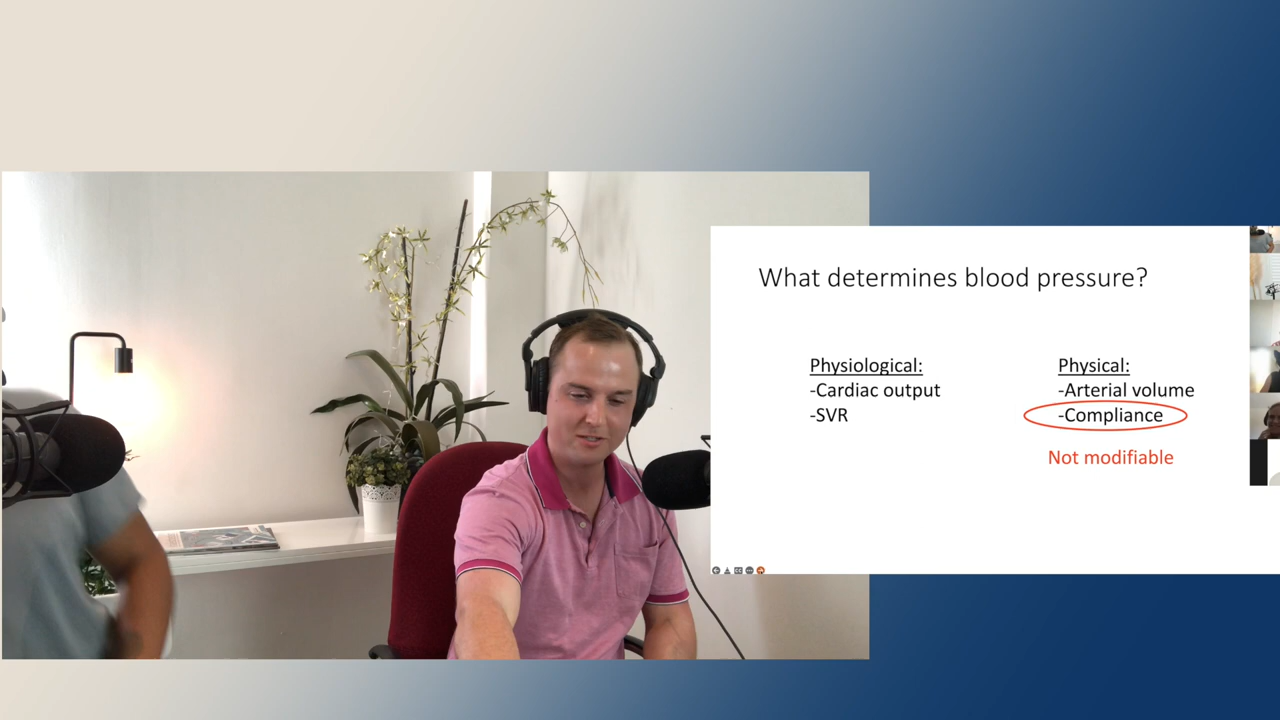 What determines blood pressure?
Physiological:
-Cardiac output
-SVR
Physical:
-Arterial volume
-Compliance
Not modifiable